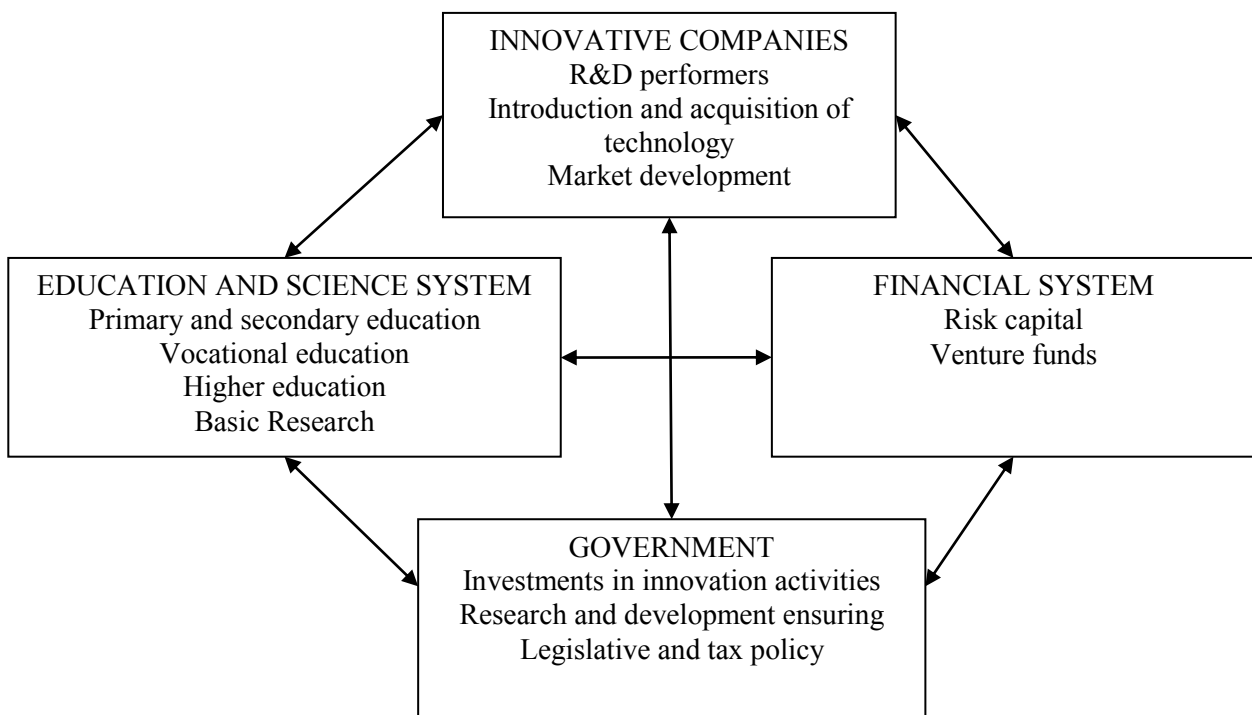 INNOVATIVE COMPANIES
R&D performers
Introduction and acquisition of
technology
Market development
EDUCATION AND SCIENCE SYSTEM
Primary and secondary education
Vocational education
Higher education
Basic Research
FINANCIAL SYSTEM
Risk capital
Venture funds
GOVERNMENT
Investments in innovation activities
Research and development ensuring
Legislative and tax policy